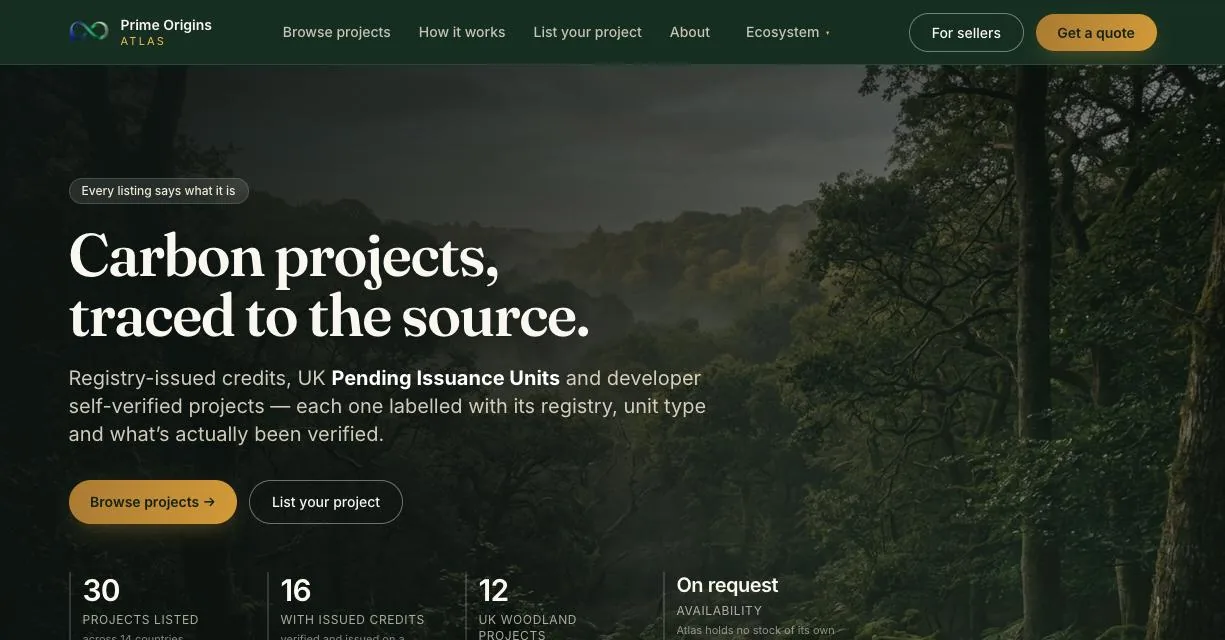 Prime Origins
ATLAS
Browse projects
How it works
List your project
About
Ecosystem
For sellers
Get a quote
Every listing says what it is
Carbon projects,
traced to the source.
Registry-issued credits, UK Pending Issuance Units and developer
self-verified projects — each one labelled with its registry, unit type
and what’s actually been verified.
Browse projects →
List your project
30
PROJECTS LISTED
across 14 countries
16
WITH ISSUED CREDITS
verified and issued on a
12
UK WOODLAND
PROJECTS
On request
AVAILABILITY
Atlas holds no stock of its own